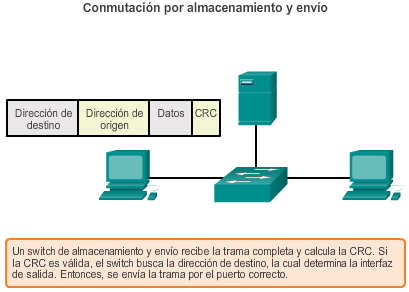 Conmutación por almacenamiento y envío
Dirección de destino
Dirección de origen
Datos
CRC
Un switch de almacenamiento y envío recibe la trama completa y calcula la CRC. Si
la CRC es válida, el switch busca la dirección de destino, la cual determina la interfaz
de salida. Entonces, se envía la trama por el puerto correcto.